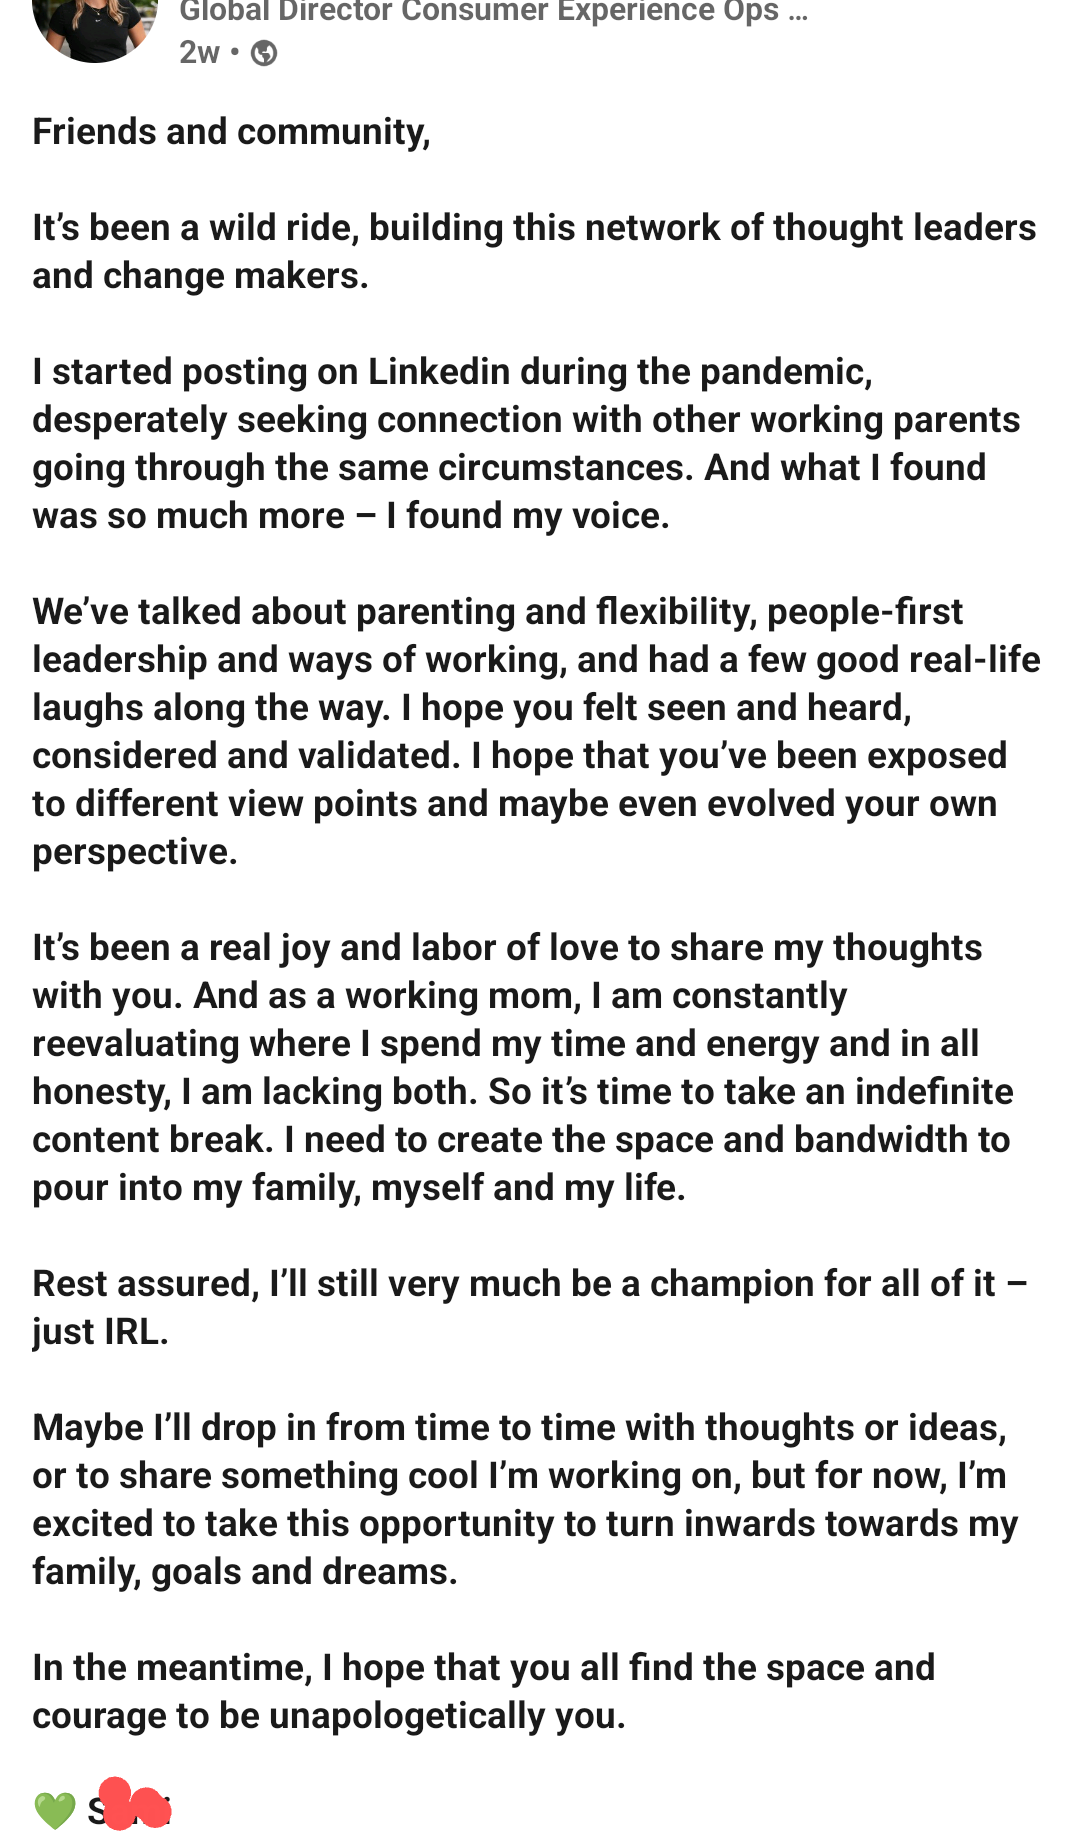 Global Director Consumer Experience Ops ...
2w •
Friends and community,
It's been a wild ride, building this network of thought leaders
and change makers.
I started posting on Linkedin during the pandemic,
desperately seeking connection with other working parents
going through the same circumstances. And what I found
was so much more – I found my voice.
We've talked about parenting and flexibility, people-first
leadership and ways of working, and had a few good real-life
laughs along the way. I hope you felt seen and heard,
considered and validated. I hope that you've been exposed
to different view points and maybe even evolved your own
perspective.
It's been a real joy and labor of love to share my thoughts
with you. And as a working mom, I am constantly
reevaluating where I spend my time and energy and in all
honesty, I am lacking both. So it's time to take an indefinite
content break. I need to create the space and bandwidth to
pour into my family, myself and my life.
Rest assured, I'll still very much be a champion for all of it –
just IRL.
Maybe I'll drop in from time to time with thoughts or ideas,
or to share something cool I'm working on, but for now, I'm
excited to take this opportunity to turn inwards towards my
family, goals and dreams.
In the meantime, I hope that you all find the space and
courage to be unapologetically you.
💚